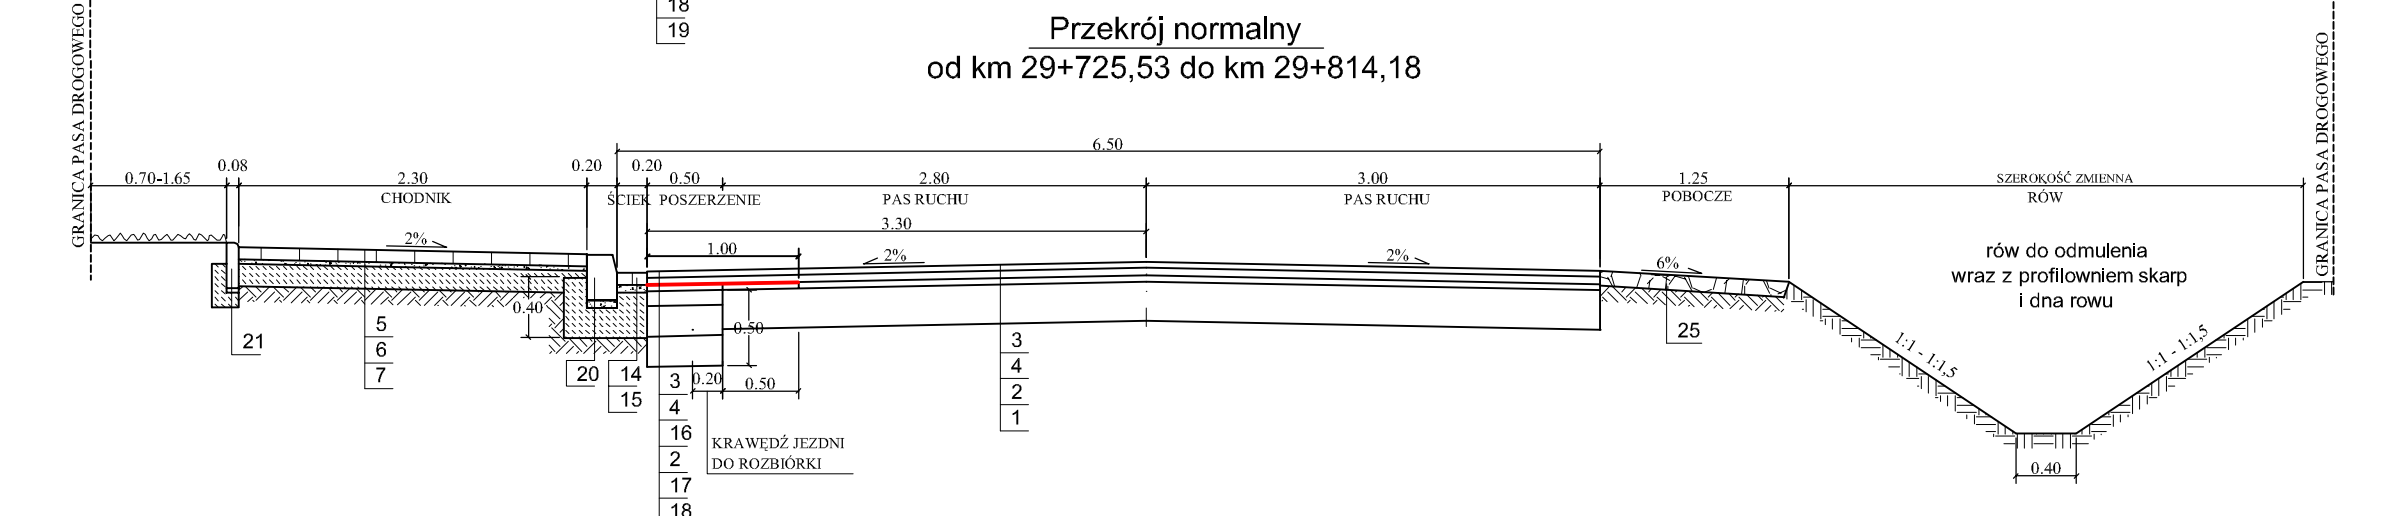 18
19
Przekrój normalny
od km 29+725,53 do km 29+814,18
GRANICA PASA DROGOWEGO
GRANICA PASA DROGOWEGO
6.50
0.70-1.65
0.08
2.30
0.20
0.20
0.50
2.80
3.00
1.25
SZEROKOŚĆ ZMIENNA
CHODNIK
ŚCIEK
POSZERZENIE
PAS RUCHU
PAS RUCHU
POBOCZE
RÓW
3.30
1.00
2%
2%
2%
6%
rów do odmulenia
wraz z profilowniem skarp
i dna rowu
0.40
0.50
21
5
6
7
20
14
15
0.20
0.50
3
4
16
2
17
18
KRAWĘDŹ JEZDNI
DO ROZBIÓRKI
3
4
2
1
25
1:1 - 1:1,5
1:1 - 1:1,5
0.40